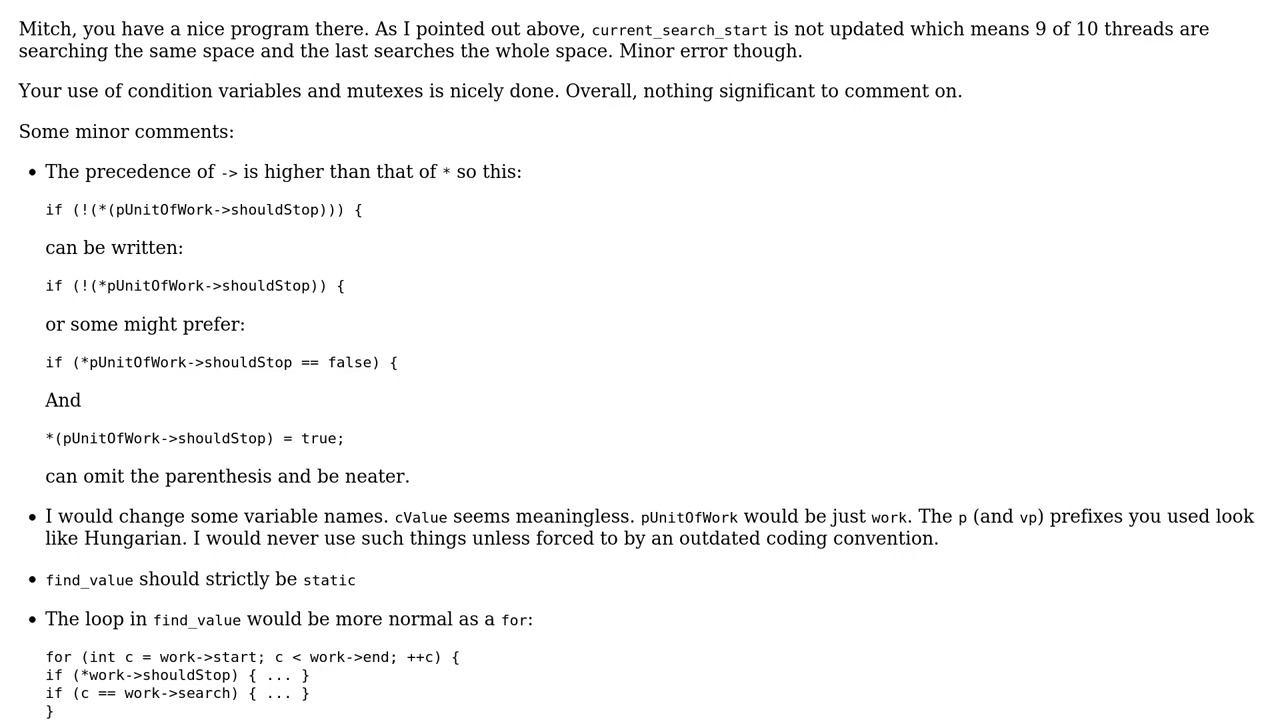 Mitch, you have a nice program there. As I pointed out above, current_search_start is not updated which means 9 of 10 threads are
searching the same space and the last searches the whole space. Minor error though.
Your use of condition variables and mutexes is nicely done. Overall, nothing significant to comment on.
Some minor comments:
• The precedence of -> is higher than that of * so this:
if (!(*(pUnitOfWork->shouldStop))) {
can be written:
if (!(*pUnitOfWork->shouldStop)) {
or some might prefer:
if (*pUnitOfWork->shouldStop == false) {
And
*(pUnitOfWork->shouldStop) = true;
can omit the parenthesis and be neater.
• I would change some variable names. cValue seems meaningless. pUnitOfWork would be just work. The p (and vp) prefixes you used look
like Hungarian. I would never use such things unless forced to by an outdated coding convention.
• find_value should strictly be static
• The loop in find_value would be more normal as a for:
for (int c = work->start; c < work->end; ++c) {
if (*work->shouldStop) { ... }
if (c == work->search) { ... }
}